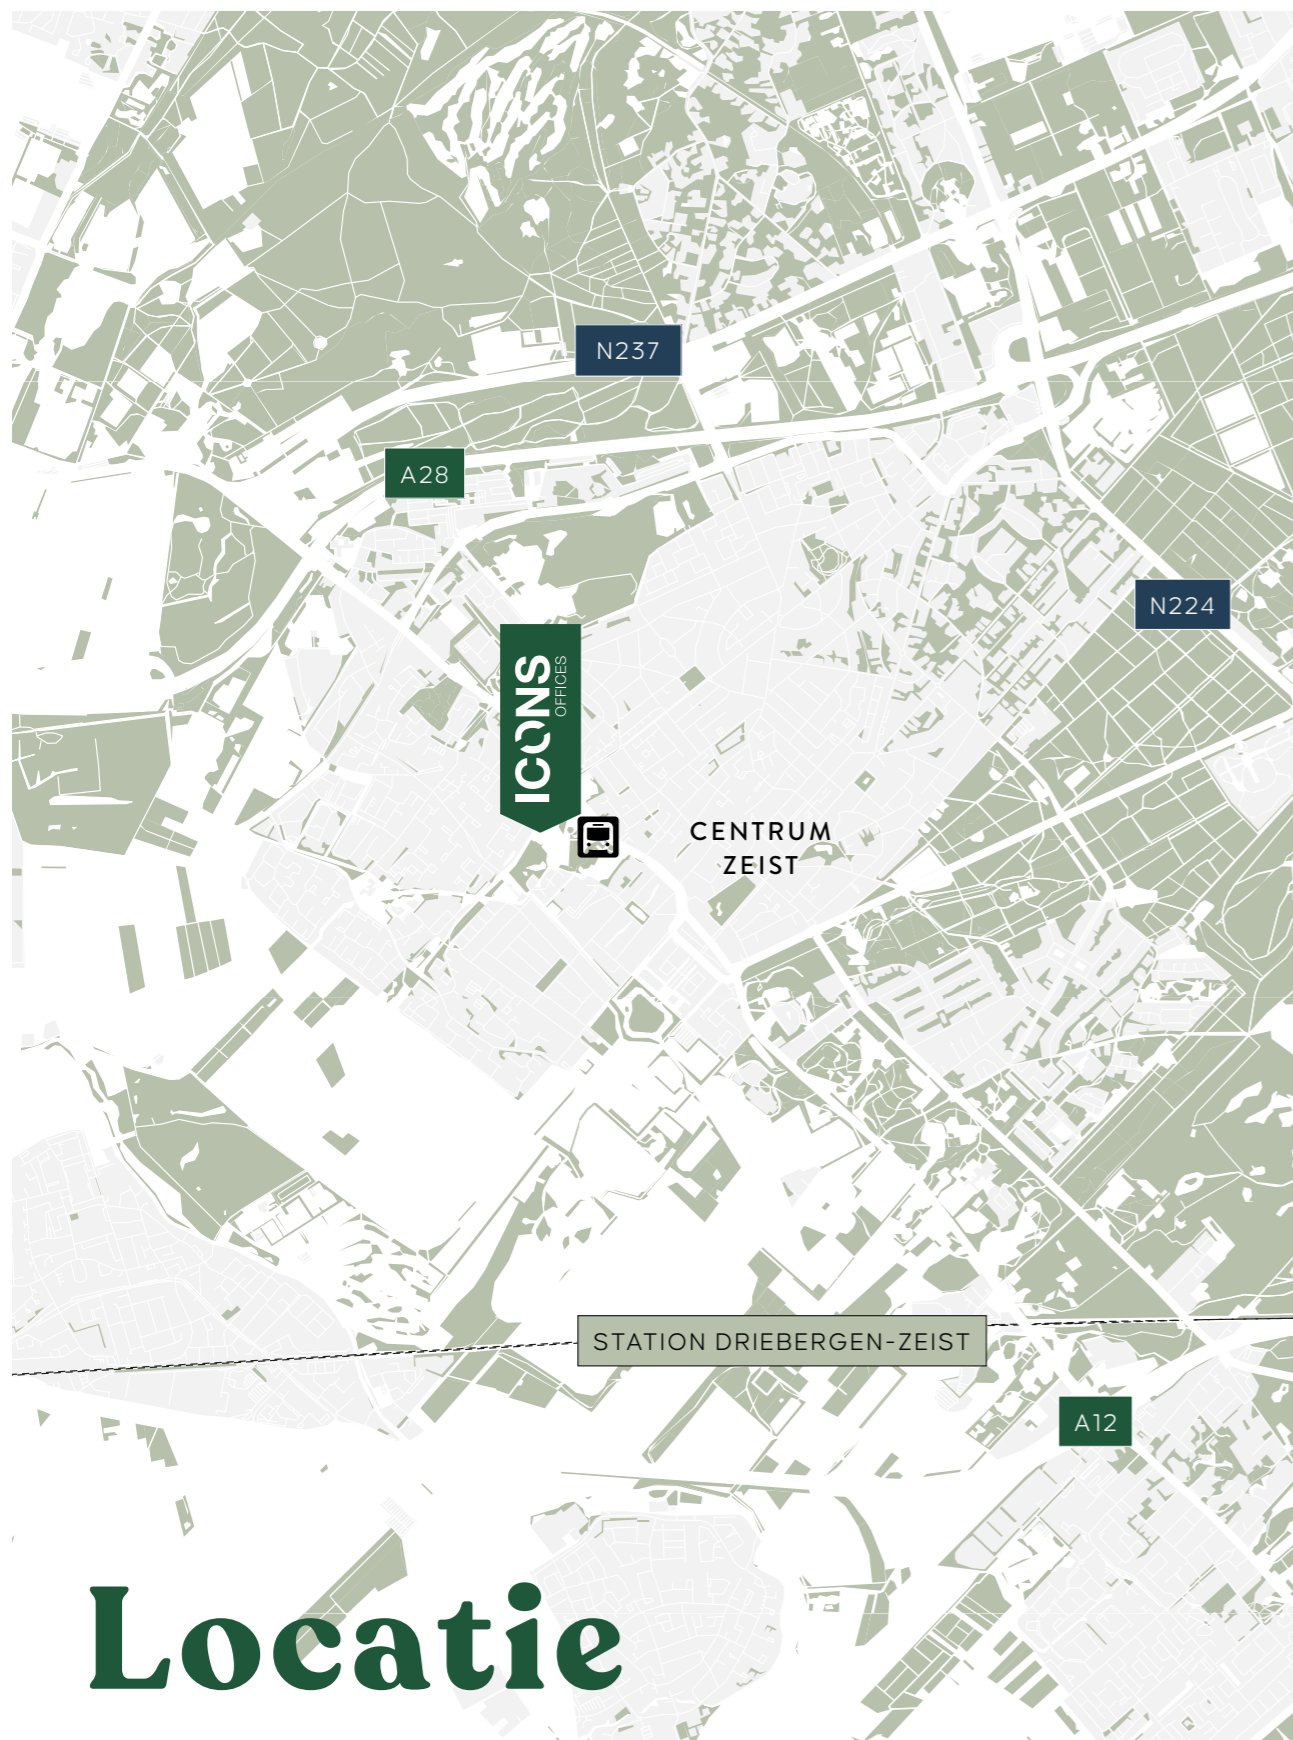 N237
A28
N224
ICONS
OFFICES
CENTRUM
ZEIST
STATION DRIEBERGEN-ZEIST
A12
Locatie